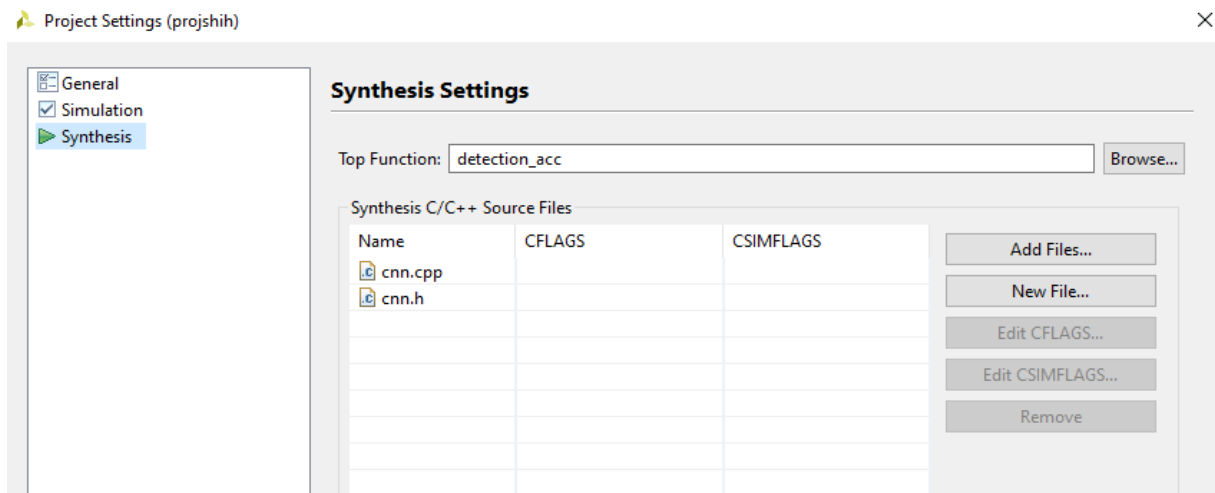 Project Settings (projshih)
General
Simulation
Synthesis
Synthesis Settings
Top Function: detection_acc Browse...
Synthesis C/C++ Source Files
Name CFLAGS CSIMFLAGS
cnn.cpp
cnn.h
Add Files...
New File...
Edit CFLAGS...
Edit CSIMFLAGS...
Remove